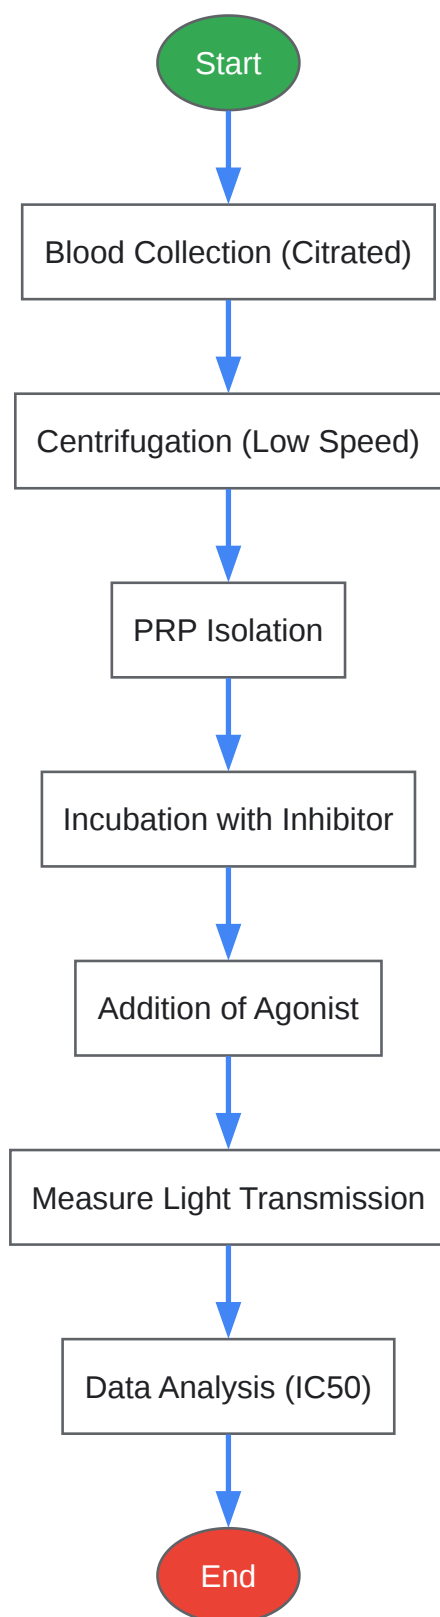 Start
Blood Collection (Citrated)
Centrifugation (Low Speed)
PRP Isolation
Incubation with Inhibitor
Addition of Agonist
Measure Light Transmission
Data Analysis (IC50)
End